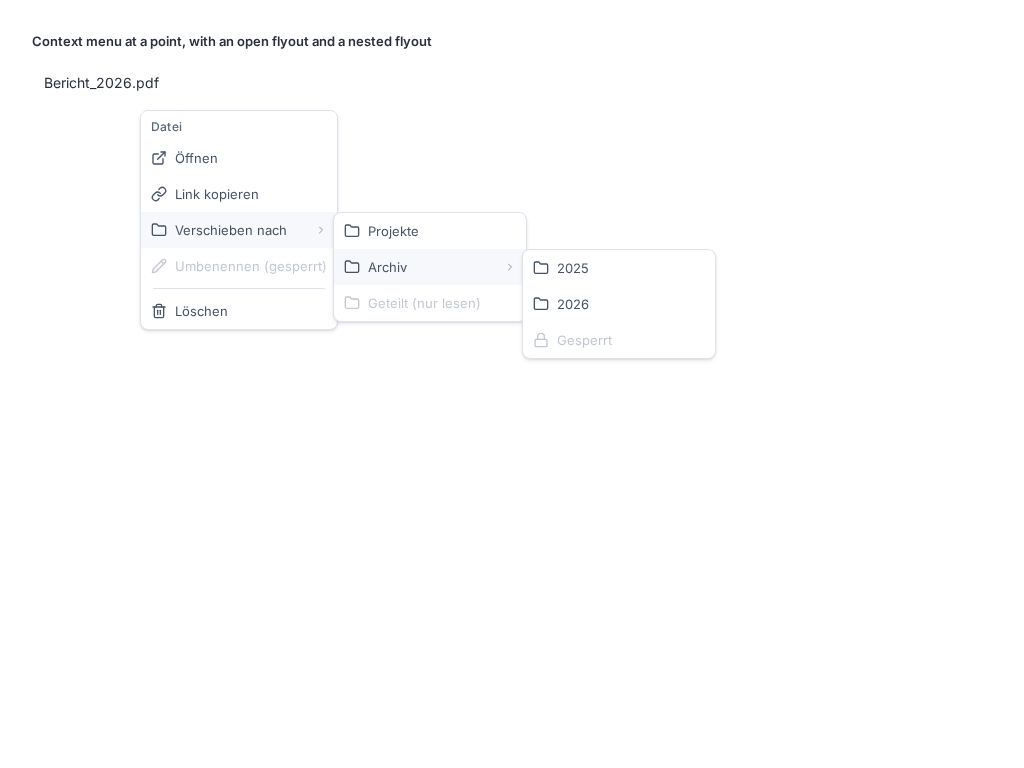 Context menu at a point, with an open flyout and a nested flyout
Bericht_2026.pdf
Datei
Öffnen
Link kopieren
Verschieben nach
Umbenennen (gesperrt)
Löschen
Projekte
Archiv
Geteilt (nur lesen)
2025
2026
Gesperrt